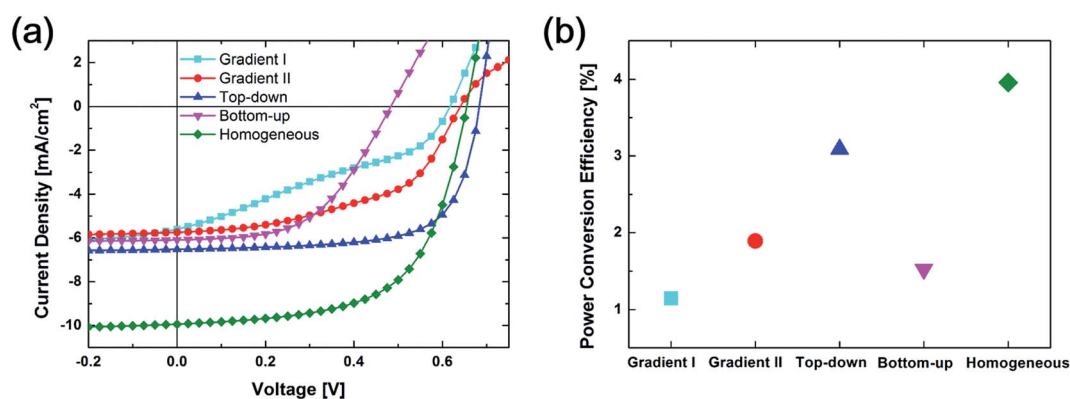 (a)
Current Density [mA/cm²]
2
0
-2
-4
-6
-8
-10
Gradient I
Gradient II
Top-down
Bottom-up
Homogeneous
-0.2
0.0
0.2
0.4
0.6
Voltage [V]
(b)
Power Conversion Efficiency [%]
4
3
2
1
Gradient I
Gradient II
Top-down
Bottom-up
Homogeneous